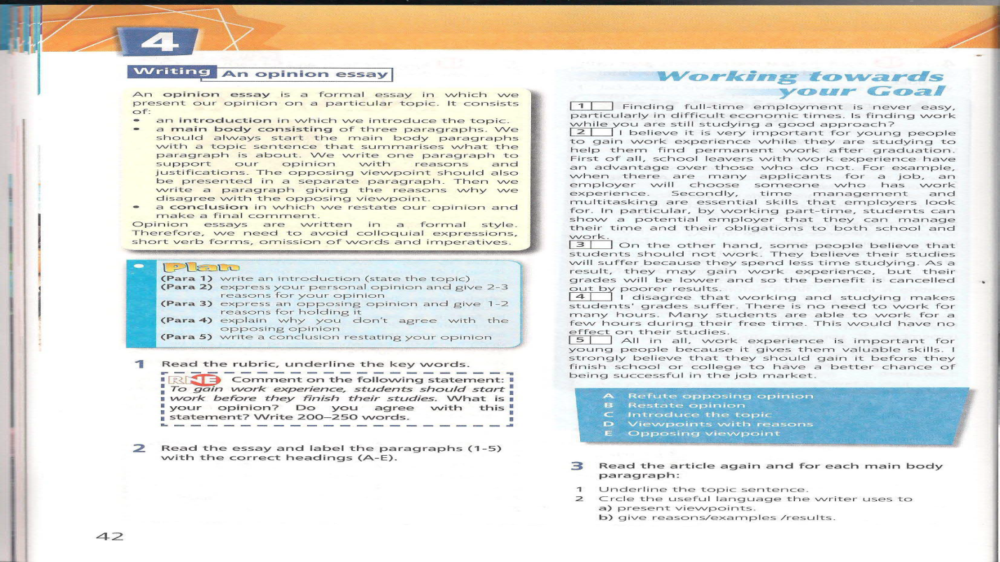 4
Writing An opinion essay
An opinion essay is a formal essay in which we
present our opinion on a particular topic. It consists
of:
• an introduction in which we introduce the topic.
• a main body consisting of three paragraphs. We
should always start the main body paragraphs
with a topic sentence that summarises what the
paragraph is about. We write one paragraph to
support our opinion with reasons and
justifications. The opposing viewpoint should also
be presented in a separate paragraph. Then we
write a paragraph giving the reasons why we
disagree with the opposing viewpoint.
• a conclusion in which we restate our opinion and
make a final comment.
Opinion essays are written in a formal style.
Therefore, we need to avoid colloquial expressions,
short verb forms, omission of words and imperatives.
Plan
(Para 1) write an introduction (state the topic)
(Para 2) express your personal opinion and give 2-3
reasons for your opinion
(Para 3) express an opposing opinion and give 1-2
reasons for holding it
(Para 4) explain why you don't agree with the
opposing opinion
(Para 5) write a conclusion restating your opinion
1 Read the rubric, underline the key words.
RNE Comment on the following statement:
To gain work experience, students should start
work before they finish their studies. What is
your opinion? Do you agree with this
statement? Write 200–250 words.
2 Read the essay and label the paragraphs (1-5)
with the correct headings (A-E).
42
Working towards
your Goal
1 Finding full-time employment is never easy,
particularly in difficult economic times. Is finding work
while you are still studying a good approach?
2 I believe it is very important for young people
to gain work experience while they are studying to
help them find permanent work after graduation.
First of all, school leavers with work experience have
an advantage over those who do not. For example,
when there are many applicants for a job, an
employer will choose someone who has work
experience. Secondly, time management and
multitasking are essential skills that employers look
for. In particular, by working part-time, students can
show a potential employer that they can manage
their time and their obligations to both school and
work.
3 On the other hand, some people believe that
students should not work. They believe their studies
will suffer because they spend less time studying. As a
result, they may gain work experience, but their
grades will be lower and so the benefit is cancelled
out by poorer results.
4 I disagree that working and studying makes
students' grades suffer. There is no need to work for
many hours. Many students are able to work for a
few hours during their free time. This would have no
effect on their studies.
5 All in all, work experience is important for
young people because it gives them valuable skills. I
strongly believe that they should gain it before they
finish school or college to have a better chance of
being successful in the job market.
A Refute opposing opinion
B Restate opinion
C Introduce the topic
D Viewpoints with reasons
E Opposing viewpoint
3 Read the article again and for each main body
paragraph:
1 Underline the topic sentence.
2 Crcle the useful language the writer uses to
a) present viewpoints.
b) give reasons/examples /results.